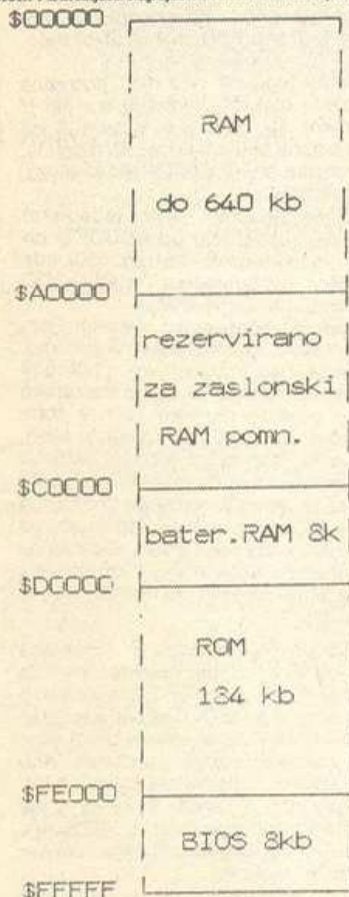 $00000
RAM
do 640 kb
$A0000
rezervirano
za zaslonski
RAM pomn.
$C0000
bater.RAM 8k
$D0000
ROM
184 kb
$FE000
BIOS 8kb
$FFFFF